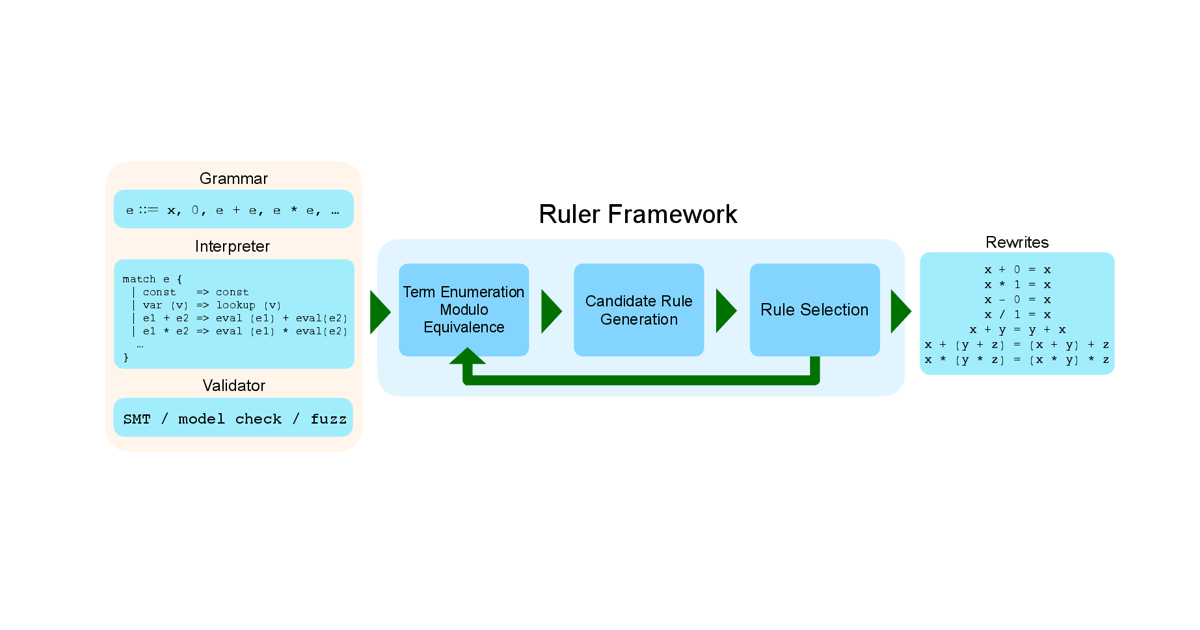 Grammar
e ::= x, 0, e + e, e * e, …
Interpreter
match e {
| const => const
| var (v) => lookup (v)
| e1 + e2 => eval (e1) + eval(e2)
| e1 * e2 => eval (e1) * eval(e2)
…
}
Validator
SMT / model check / fuzz
Ruler Framework
Term Enumeration
Modulo
Equivalence
Candidate Rule
Generation
Rule Selection
Rewrites
x + 0 = x
x * 1 = x
x - 0 = x
x / 1 = x
x + y = y + x
x + (y + z) = (x + y) + z
x * (y * z) = (x * y) * z